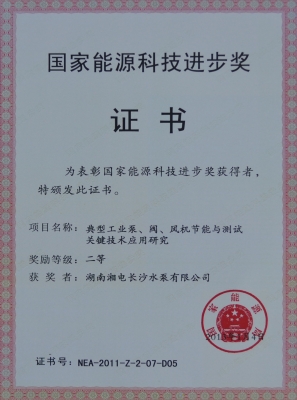 国家能源科技进步奖
证 书
为表彰国家能源科技进步奖获得者，
特颁发此证书。
项目名称： 典型工业泵、阀、风机节能与测试
关键技术应用研究
奖励等级： 二等
获 奖 者： 湖南湘电长沙水泵有限公司
国家能源
证书号：NEA-2011-Z-2-07-D05